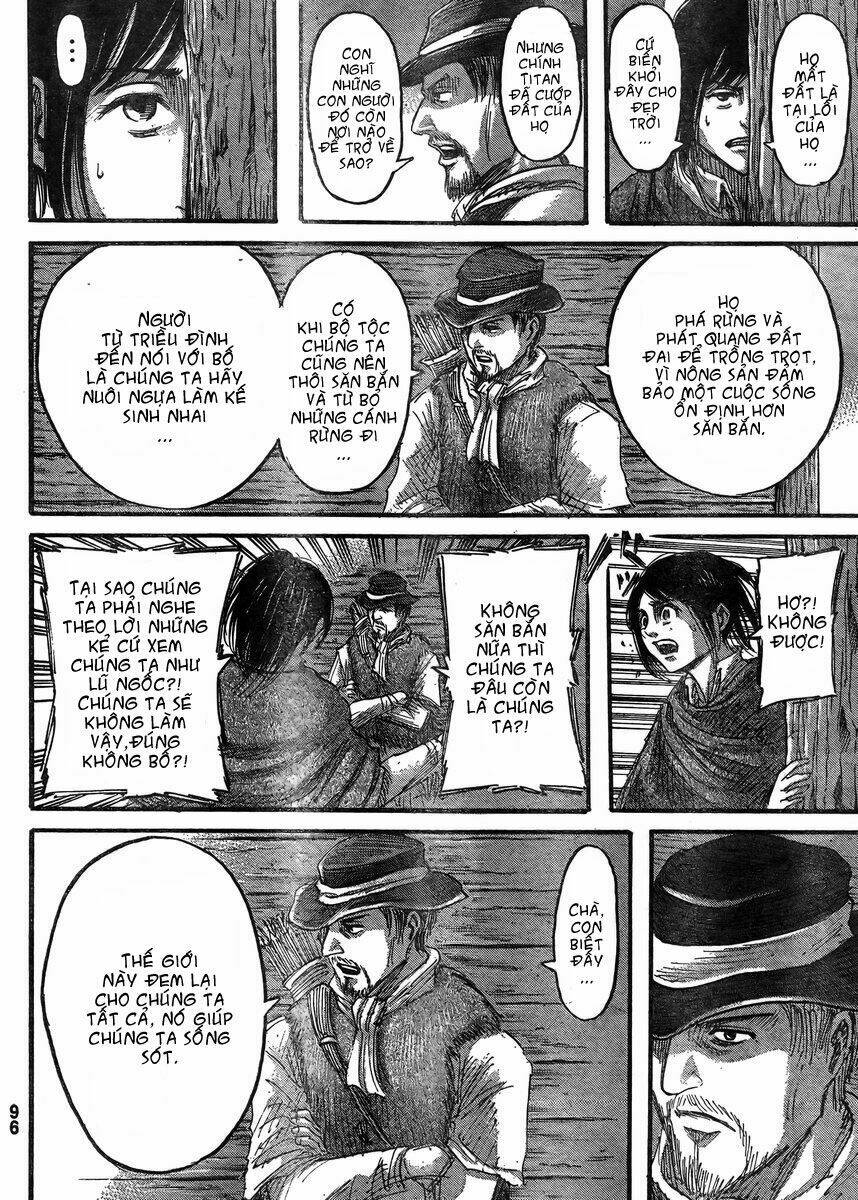 HỌ
MẤT
ĐẤT LÀ
TẠI LỖI
CỦA
HỌ
...
CỨ
BIẾN
KHỎI
ĐÂY CHO
ĐẸP
TRỜI
...
NHƯNG
CHÍNH
TITAN
ĐÃ CƯỚP
ĐẤT CỦA
HỌ
CON
NGHĨ
NHỮNG
CON NGƯỜI
ĐÓ CÒN
NƠI NÀO
ĐỂ TRỞ VỀ
SAO?
...
HỌ
PHÁ RỪNG VÀ
PHÁT QUANG ĐẤT
ĐAI ĐỂ TRỒNG TRỌT,
VÌ NÔNG SẢN ĐẢM
BẢO MỘT CUỘC SỐNG
ỔN ĐỊNH HƠN
SĂN BẮN.
CÓ
KHI BỘ TỘC
CHÚNG TA
CŨNG NÊN
THÔI SĂN BẮN
VÀ TỪ BỎ
NHỮNG CÁNH
RỪNG ĐI
...
NGƯỜI
TỪ TRIỀU ĐÌNH
ĐẾN NÓI VỚI BỐ
LÀ CHÚNG TA HÃY
NUÔI NGỰA LÀM KẾ
SINH NHAI
...
HƠ?!
KHÔNG
ĐƯỢC!
KHÔNG
SĂN BẮN
NỮA THÌ
CHÚNG TA
ĐÂU CÒN
LÀ CHÚNG
TA?!
TẠI SAO CHÚNG
TA PHẢI NGHE
THEO LỜI NHỮNG
KẺ CỨ XEM
CHÚNG TA NHƯ
LŨ NGỐC?!
CHÚNG TA SẼ
KHÔNG LÀM
VẬY,ĐÚNG
KHÔNG BỐ?!
CHÀ,
CON
BIẾT
ĐẤY
...
THẾ GIỚI
NÀY ĐEM LẠI
CHO CHÚNG TA
TẤT CẢ, NÓ GIÚP
CHÚNG TA SỐNG
SÓT.
96